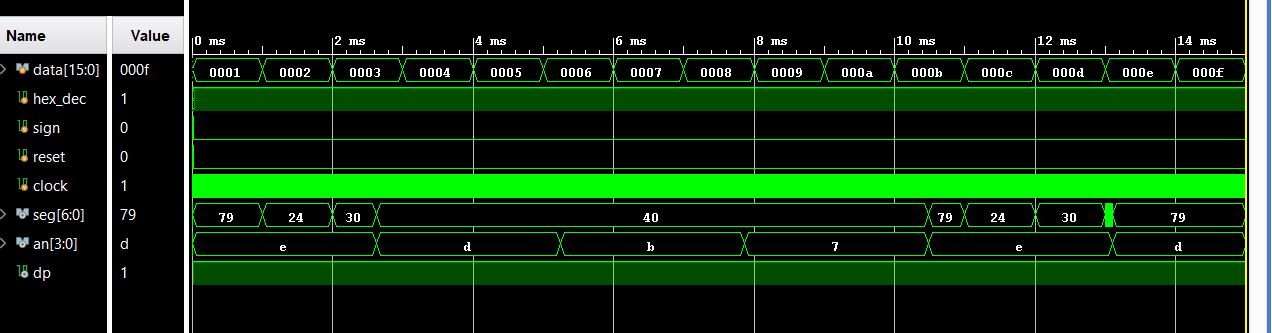 Name Value
0 ms 2 ms 4 ms 6 ms 8 ms 10 ms 12 ms 14 ms
data[15:0] 000f 0001 0002 0003 0004 0005 0006 0007 0008 0009 000a 000b 000c 000d 000e 000f
hex_dec 1
sign 0
reset 0
clock 1
seg[6:0] 79 79 24 30 40 79 24 30 79
an[3:0] d e d b 7 e d
dp 1